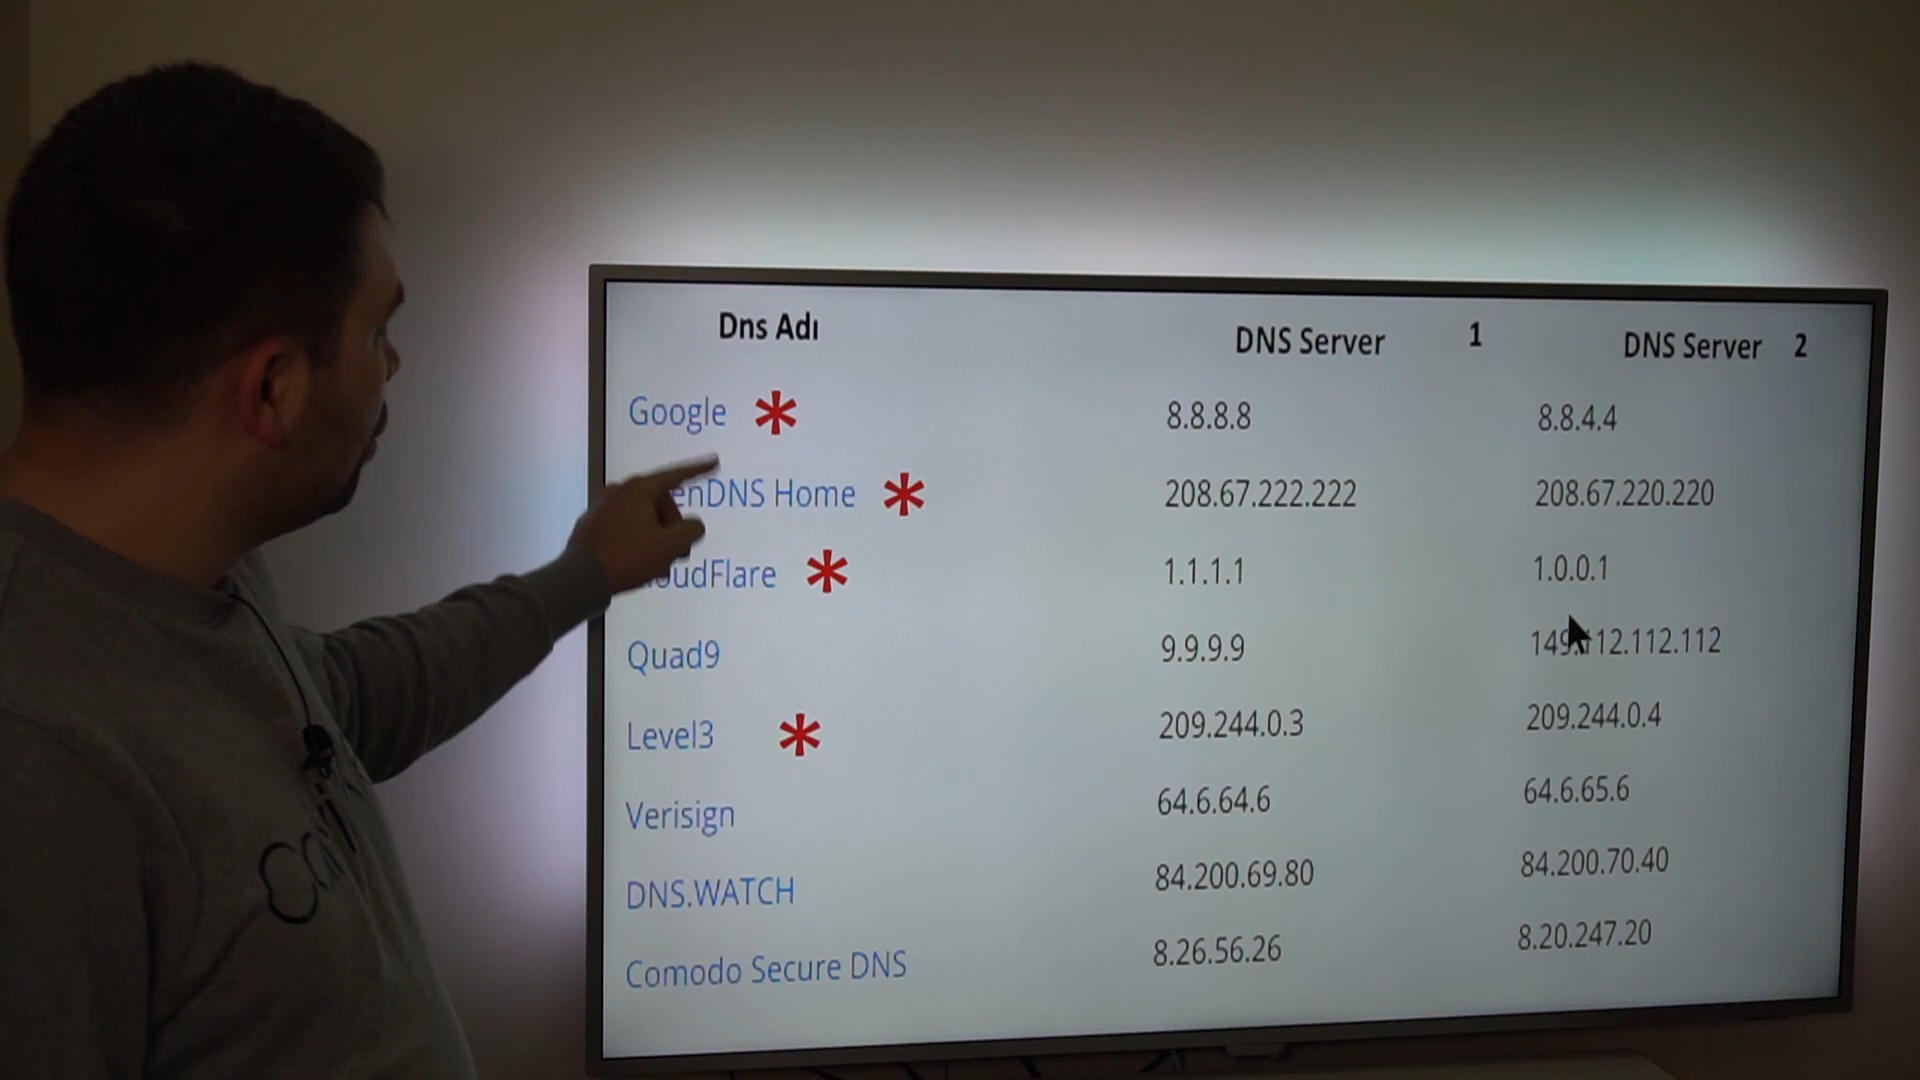 Dns Adı DNS Server 1 DNS Server 2
Google * 8.8.8.8 8.8.4.4
enDNS Home * 208.67.222.222 208.67.220.220
oudFlare * 1.1.1.1 1.0.0.1
Quad9 9.9.9.9 149.112.112.112
Level3 * 209.244.0.3 209.244.0.4
Verisign 64.6.64.6 64.6.65.6
DNS.WATCH 84.200.69.80 84.200.70.40
Comodo Secure DNS 8.26.56.26 8.20.247.20